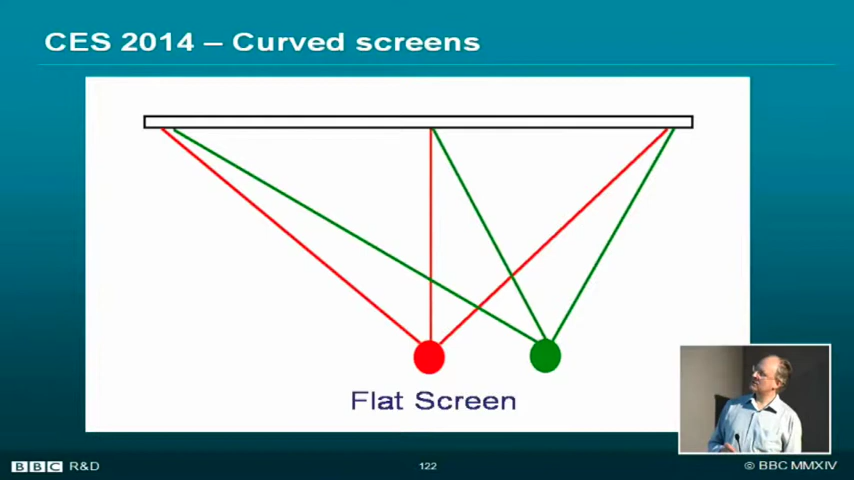 CES 2014 – Curved screens
Flat Screen
BBC R&D
122
© BBC MMXIV